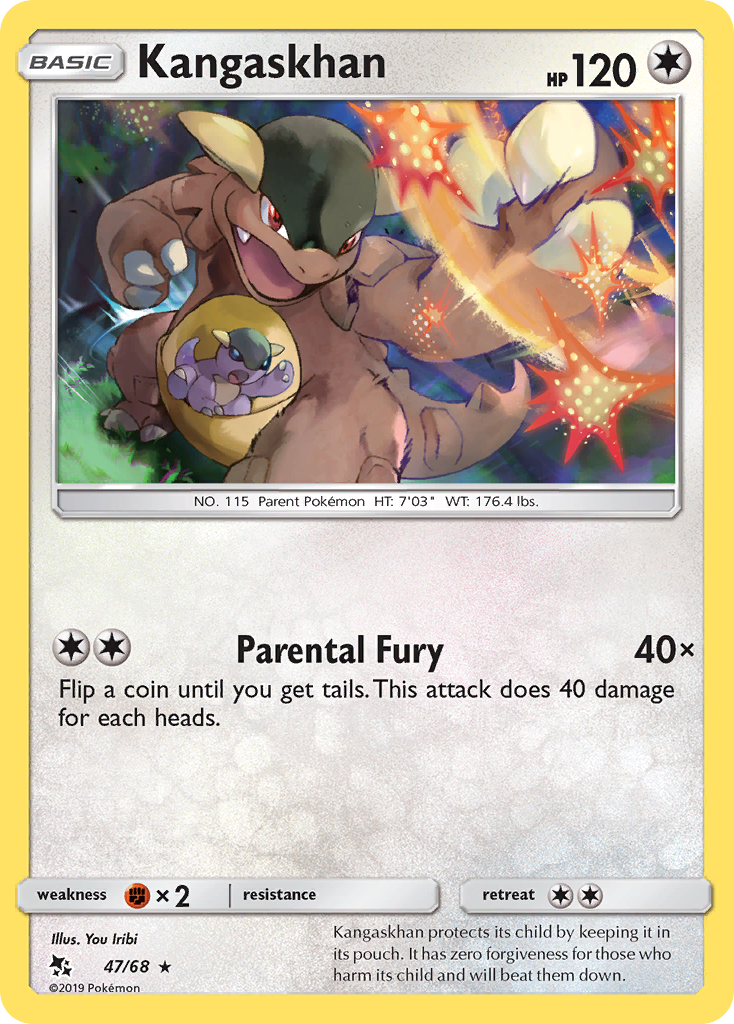 BASIC Kangaskhan HP 120
NO. 115 Parent Pokémon HT: 7'03" WT: 176.4 lbs.
Parental Fury 40×
Flip a coin until you get tails. This attack does 40 damage
for each heads.
weakness × 2 resistance retreat
Illus. You Iribi
47/68
©2019 Pokémon
Kangaskhan protects its child by keeping it in
its pouch. It has zero forgiveness for those who
harm its child and will beat them down.